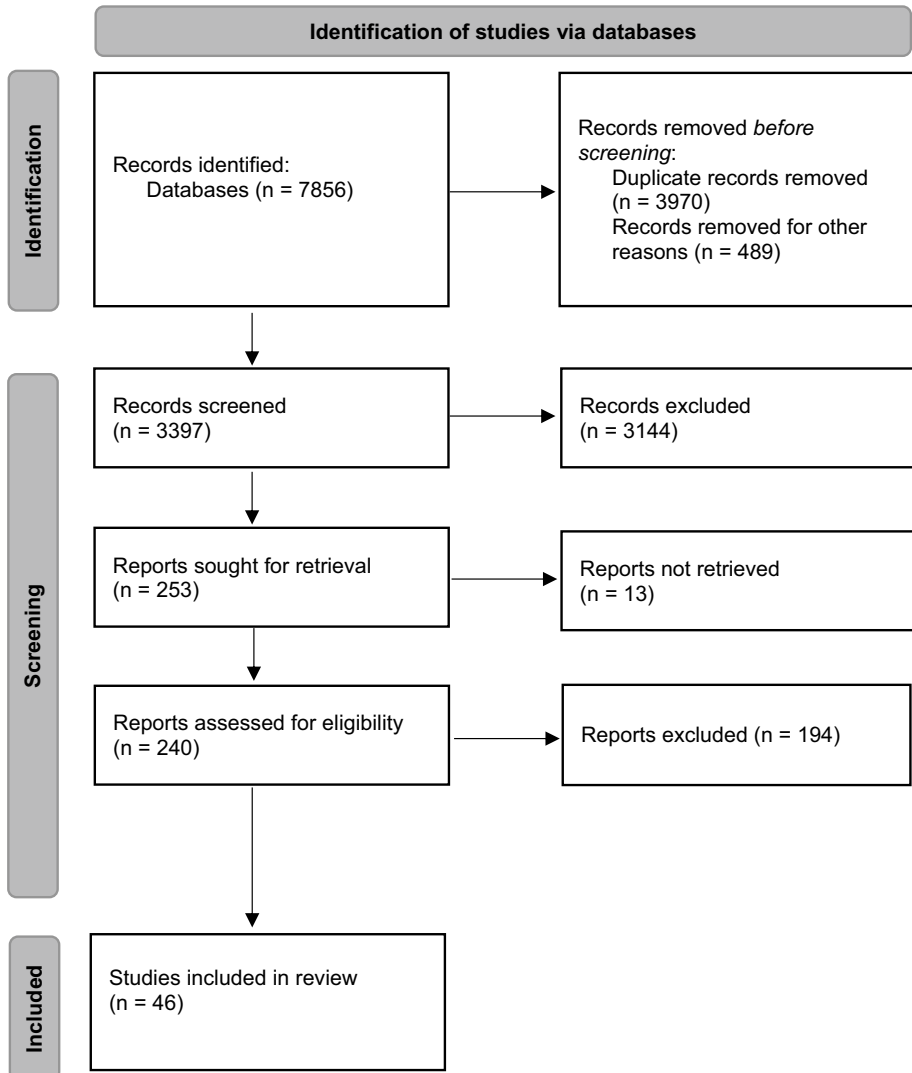 Identification of studies via databases
Identification
Records identified:
Databases (n = 7856)
Records removed before
screening:
Duplicate records removed
(n = 3970)
Records removed for other
reasons (n = 489)
Screening
Records screened
(n = 3397)
Records excluded
(n = 3144)
Reports sought for retrieval
(n = 253)
Reports not retrieved
(n = 13)
Reports assessed for eligibility
(n = 240)
Reports excluded (n = 194)
Included
Studies included in review
(n = 46)